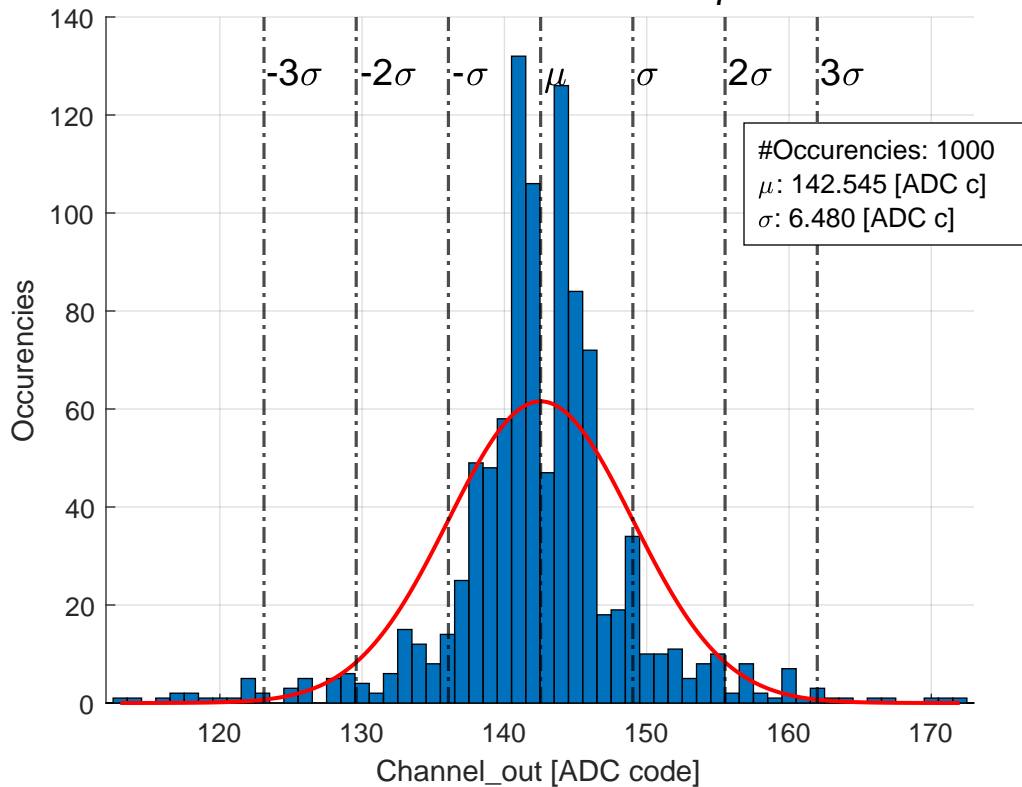 -3σ -2σ -σ μ σ 2σ 3σ
#Occurencies: 1000
μ: 142.545 [ADC c]
σ: 6.480 [ADC c]
140
120
100
80
60
40
20
0
Occurencies
120 130 140 150 160 170
Channel_out [ADC code]